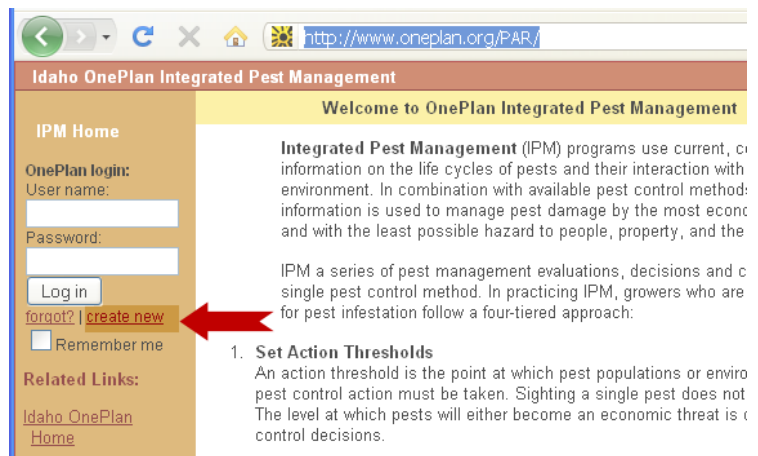 http://www.oneplan.org/PAR/
Idaho OnePlan Integrated Pest Management
Welcome to OnePlan Integrated Pest Management
IPM Home
OnePlan login:
User name:
Password:
Log in
forgot? | create new
Remember me
Related Links:
Idaho OnePlan
Home
Integrated Pest Management (IPM) programs use current,
information on the life cycles of pests and their interaction with
environment. In combination with available pest control
information is used to manage pest damage by the most
and with the least possible hazard to people, property, and the
IPM a series of pest management evaluations, decisions and
single pest control method. In practicing IPM, growers who are
for pest infestation follow a four-tiered approach:
1. Set Action Thresholds
An action threshold is the point at which pest populations or
pest control action must be taken. Sighting a single pest does not
The level at which pests will either become an economic threat is
control decisions.